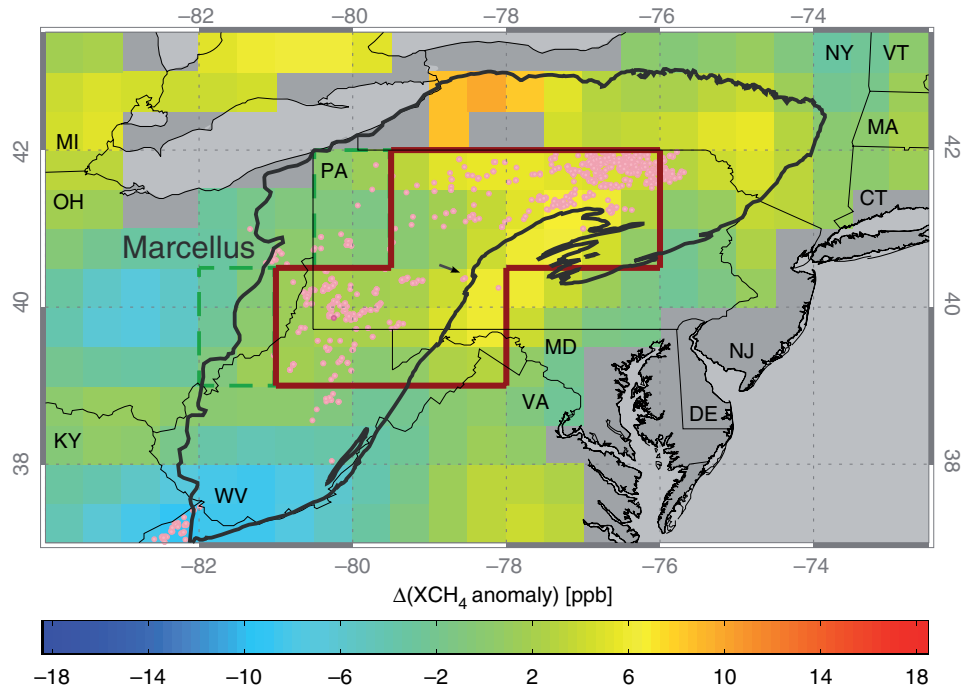 −82 −80 −78 −76 −74
NY VT
MI
42 PA MA 42
OH CT
Marcellus
40 40
MD NJ
VA DE
KY
38 38
WV
−82 −80 −78 −76 −74
Δ(XCH₄ anomaly) [ppb]
−18 −14 −10 −6 −2 2 6 10 14 18